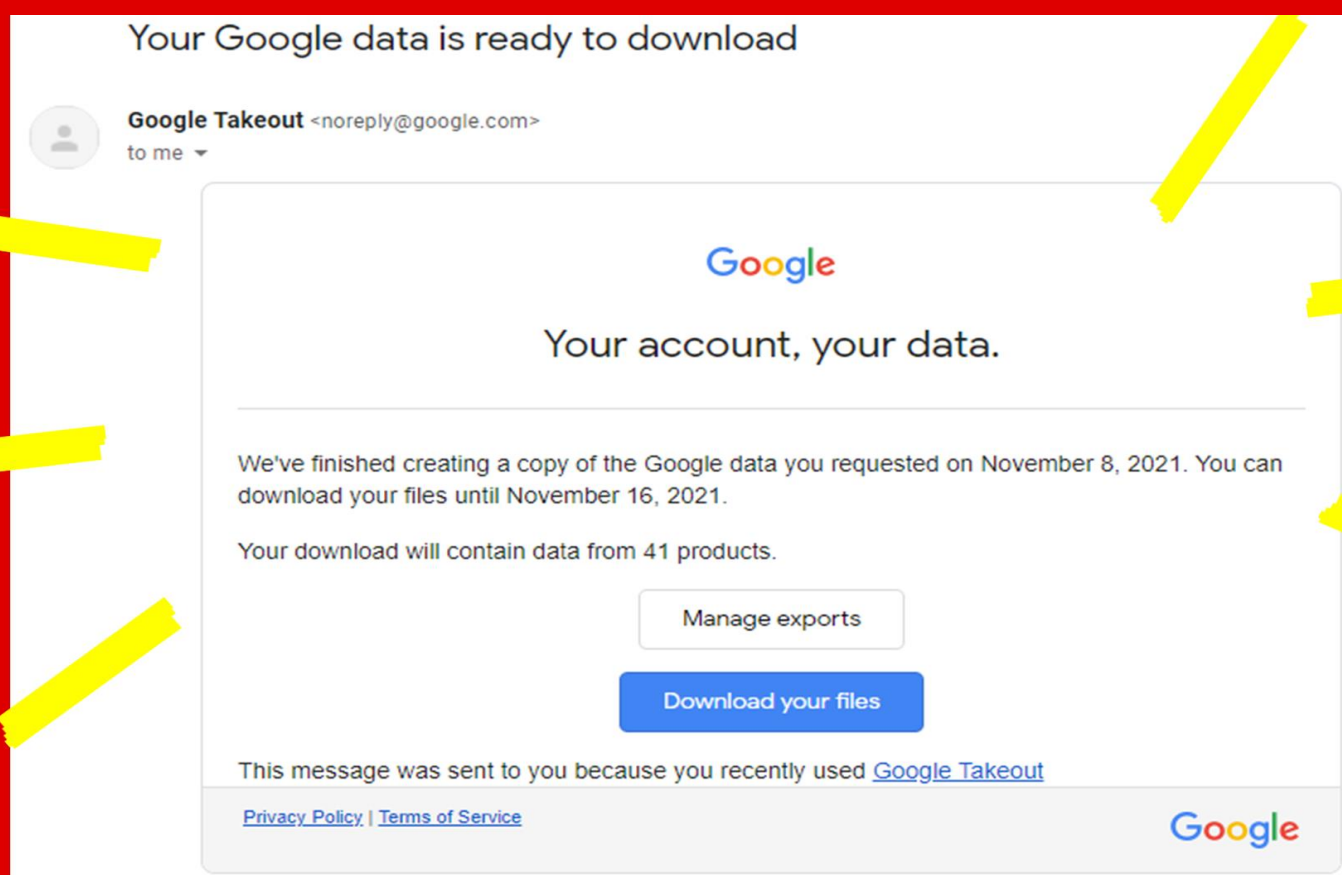 Your Google data is ready to download
Google Takeout <noreply@google.com>
to me
Google
Your account, your data.
We've finished creating a copy of the Google data you requested on November 8, 2021. You can
download your files until November 16, 2021.
Your download will contain data from 41 products.
Manage exports
Download your files
This message was sent to you because you recently used Google Takeout
Privacy Policy | Terms of Service
Google